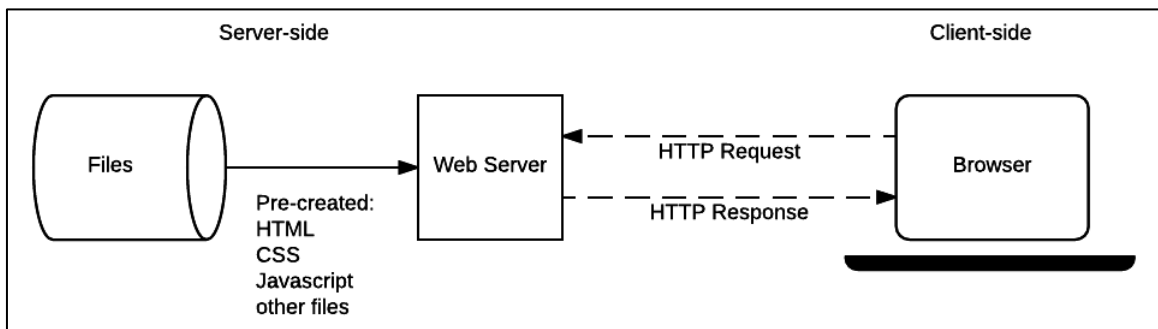 Server-side
Client-side
Files
Web Server
Browser
HTTP Request
HTTP Response
Pre-created:
HTML
CSS
Javascript
other files